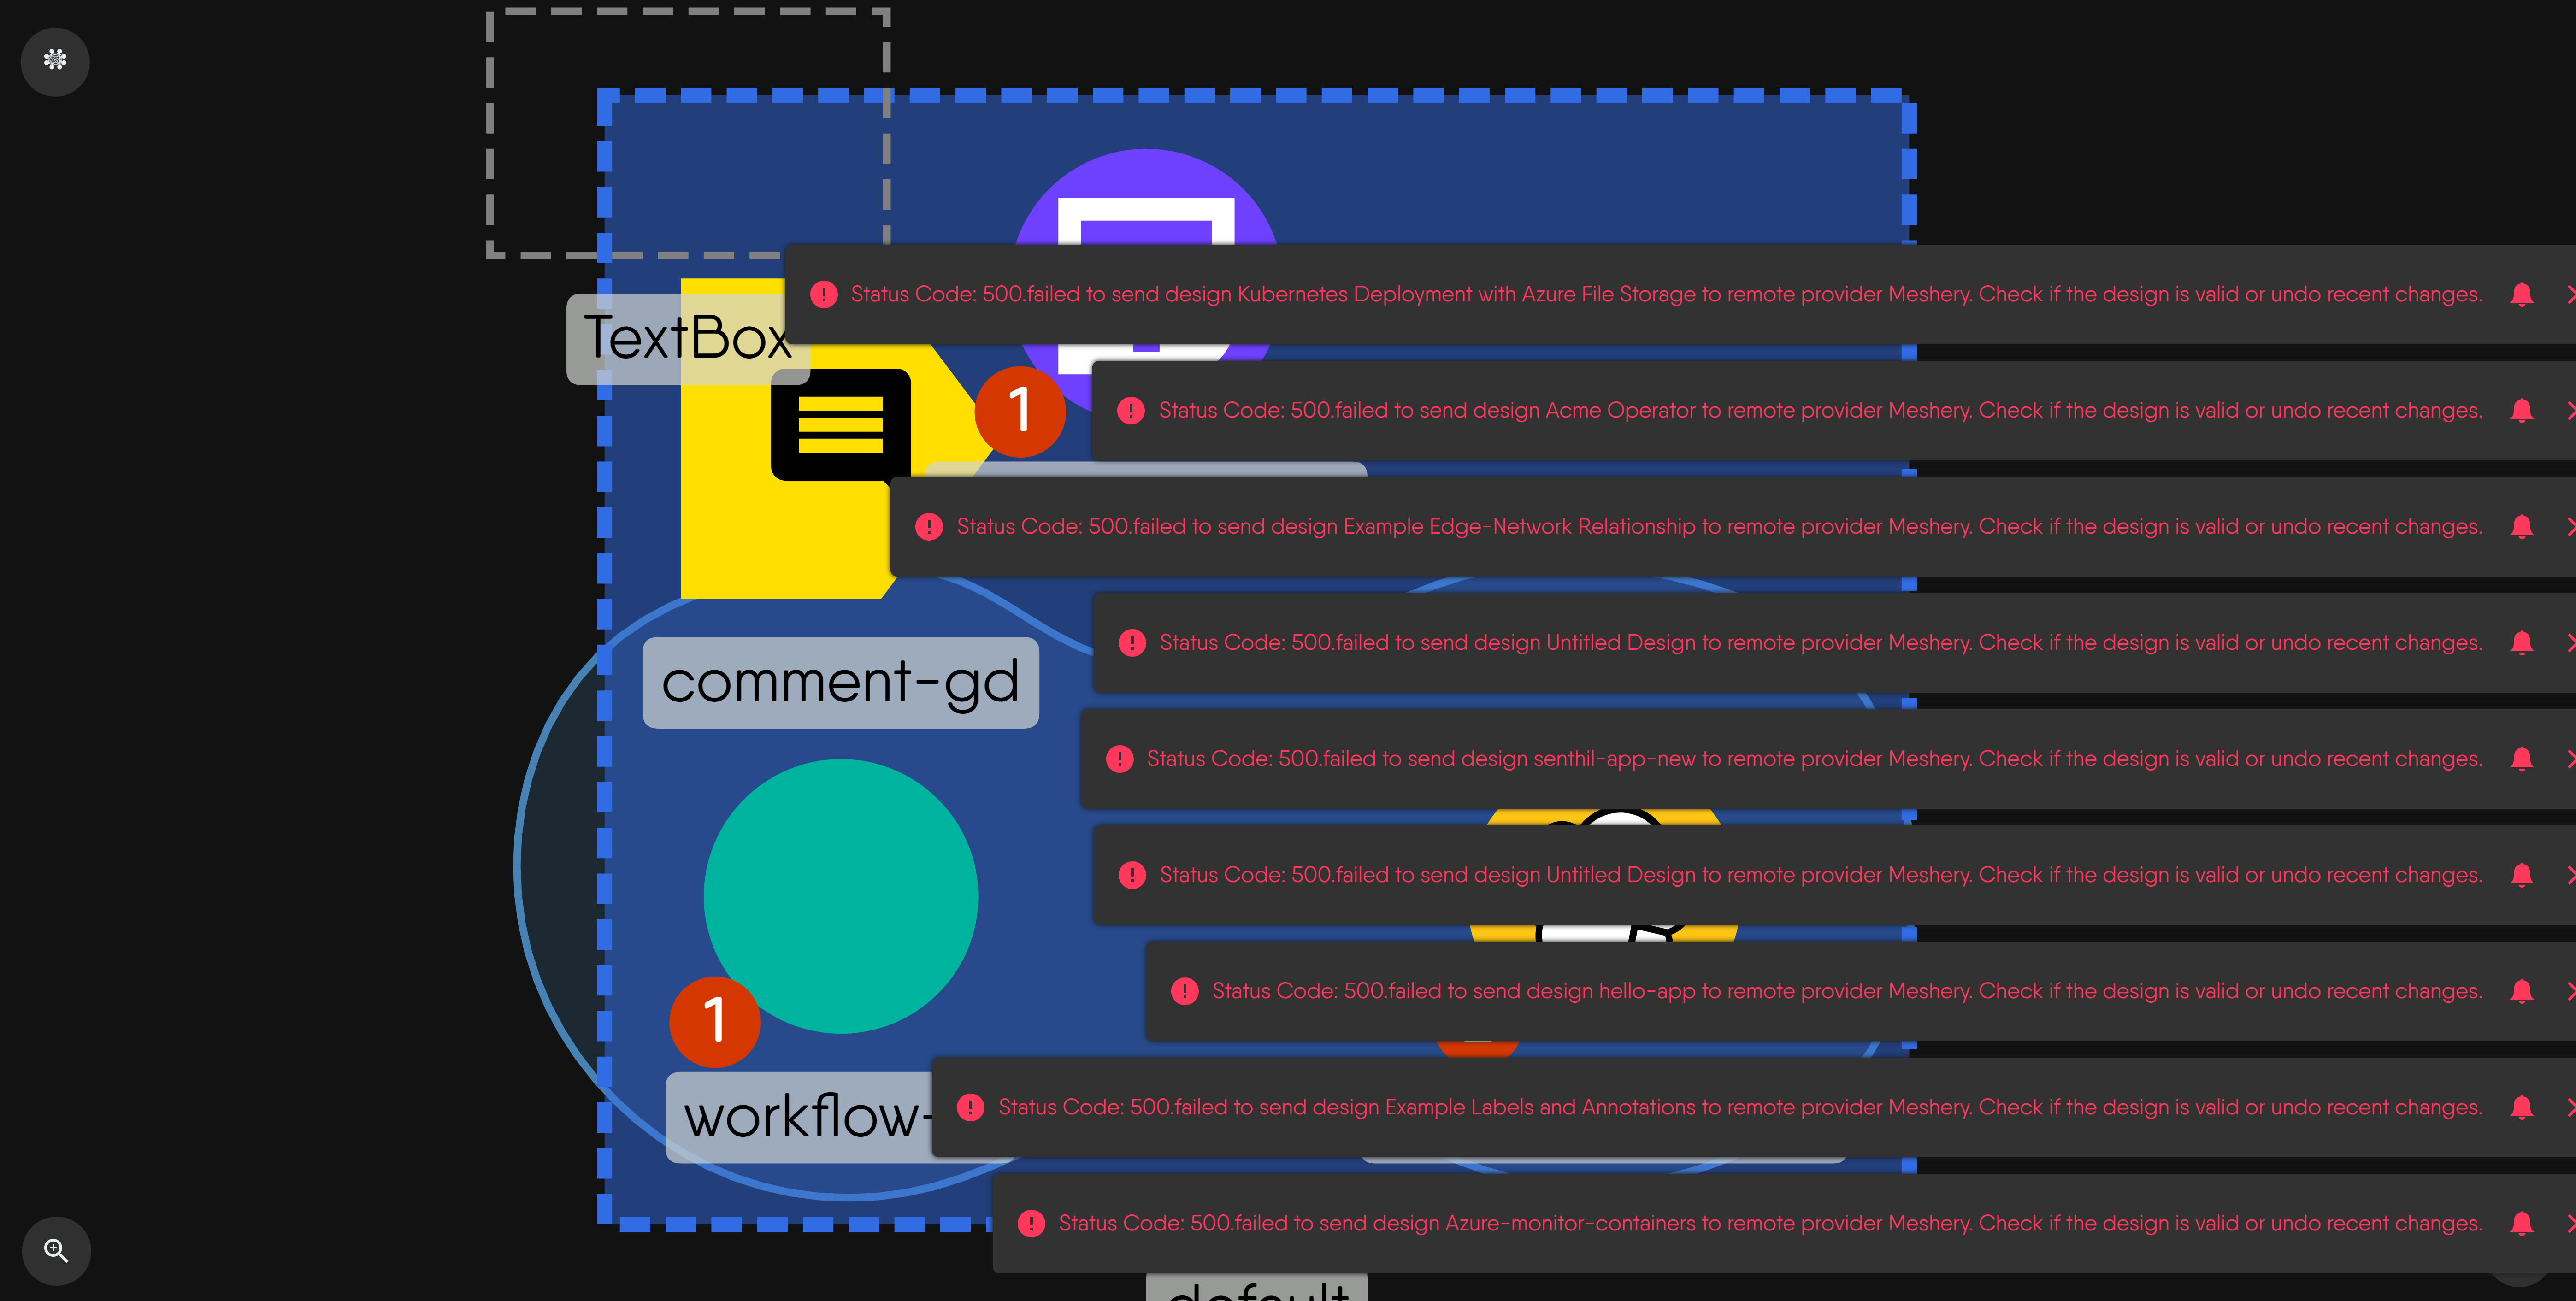 Status Code: 500.failed to send design Kubernetes Deployment with Azure File Storage to remote provider Meshery. Check if the design is valid or undo recent changes.
TextBox
1
Status Code: 500.failed to send design Acme Operator to remote provider Meshery. Check if the design is valid or undo recent changes.
Status Code: 500.failed to send design Example Edge-Network Relationship to remote provider Meshery. Check if the design is valid or undo recent changes.
Status Code: 500.failed to send design Untitled Design to remote provider Meshery. Check if the design is valid or undo recent changes.
comment-gd
Status Code: 500.failed to send design senthil-app-new to remote provider Meshery. Check if the design is valid or undo recent changes.
Status Code: 500.failed to send design Untitled Design to remote provider Meshery. Check if the design is valid or undo recent changes.
Status Code: 500.failed to send design hello-app to remote provider Meshery. Check if the design is valid or undo recent changes.
1
workflow-
Status Code: 500.failed to send design Example Labels and Annotations to remote provider Meshery. Check if the design is valid or undo recent changes.
Status Code: 500.failed to send design Azure-monitor-containers to remote provider Meshery. Check if the design is valid or undo recent changes.
default